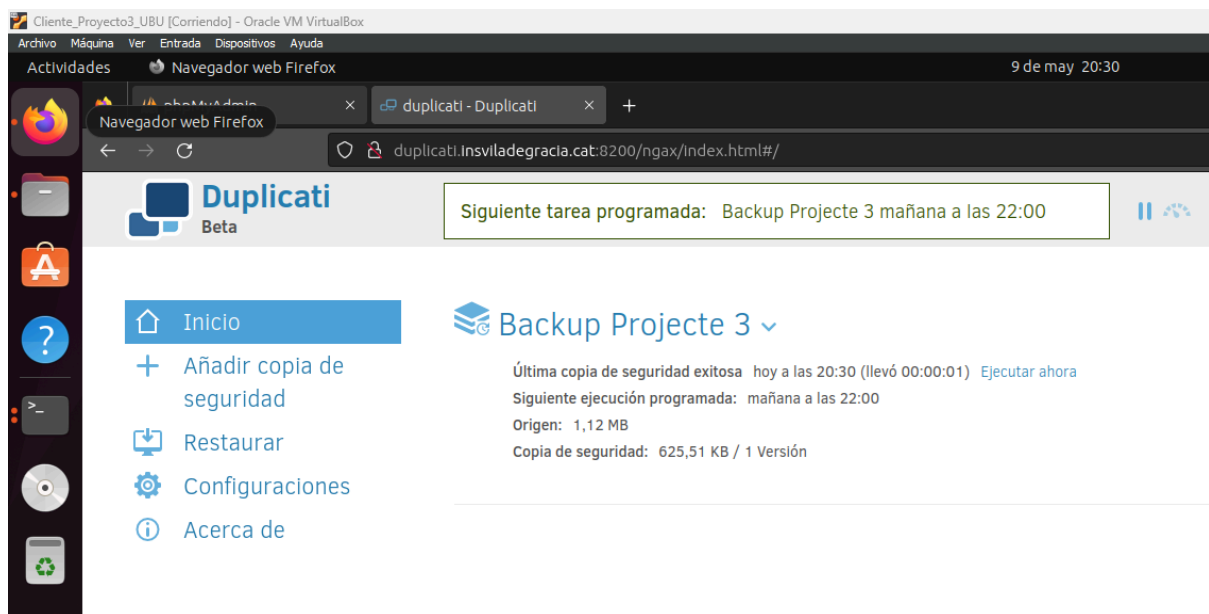 Cliente_Proyecto3_UBU [Corriendo] - Oracle VM VirtualBox
Archivo Máquina Ver Entrada Dispositivos Ayuda
Actividades Navegador web Firefox 9 de may 20:30
phpMyAdmin × duplicati - Duplicati × +
Navegador web Firefox
duplicati.insviladegracia.cat:8200/ngax/index.html#/
Duplicati
Beta
Siguiente tarea programada: Backup Projecte 3 mañana a las 22:00
Inicio
Añadir copia de
seguridad
Restaurar
Configuraciones
Acerca de
Backup Projecte 3
Última copia de seguridad exitosa hoy a las 20:30 (llevó 00:00:01) Ejecutar ahora
Siguiente ejecución programada: mañana a las 22:00
Origen: 1,12 MB
Copia de seguridad: 625,51 KB / 1 Versión